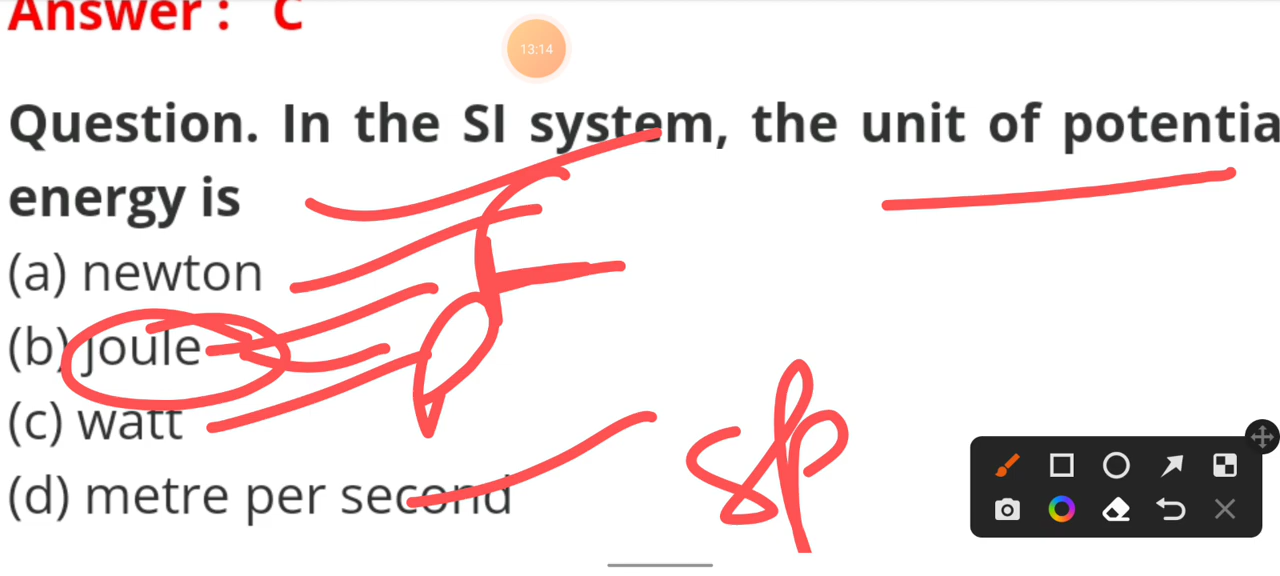 Answer : C
13:14
Question. In the SI system, the unit of potentia
energy is
(a) newton
(b) joule
(c) watt
(d) metre per second
F
sp